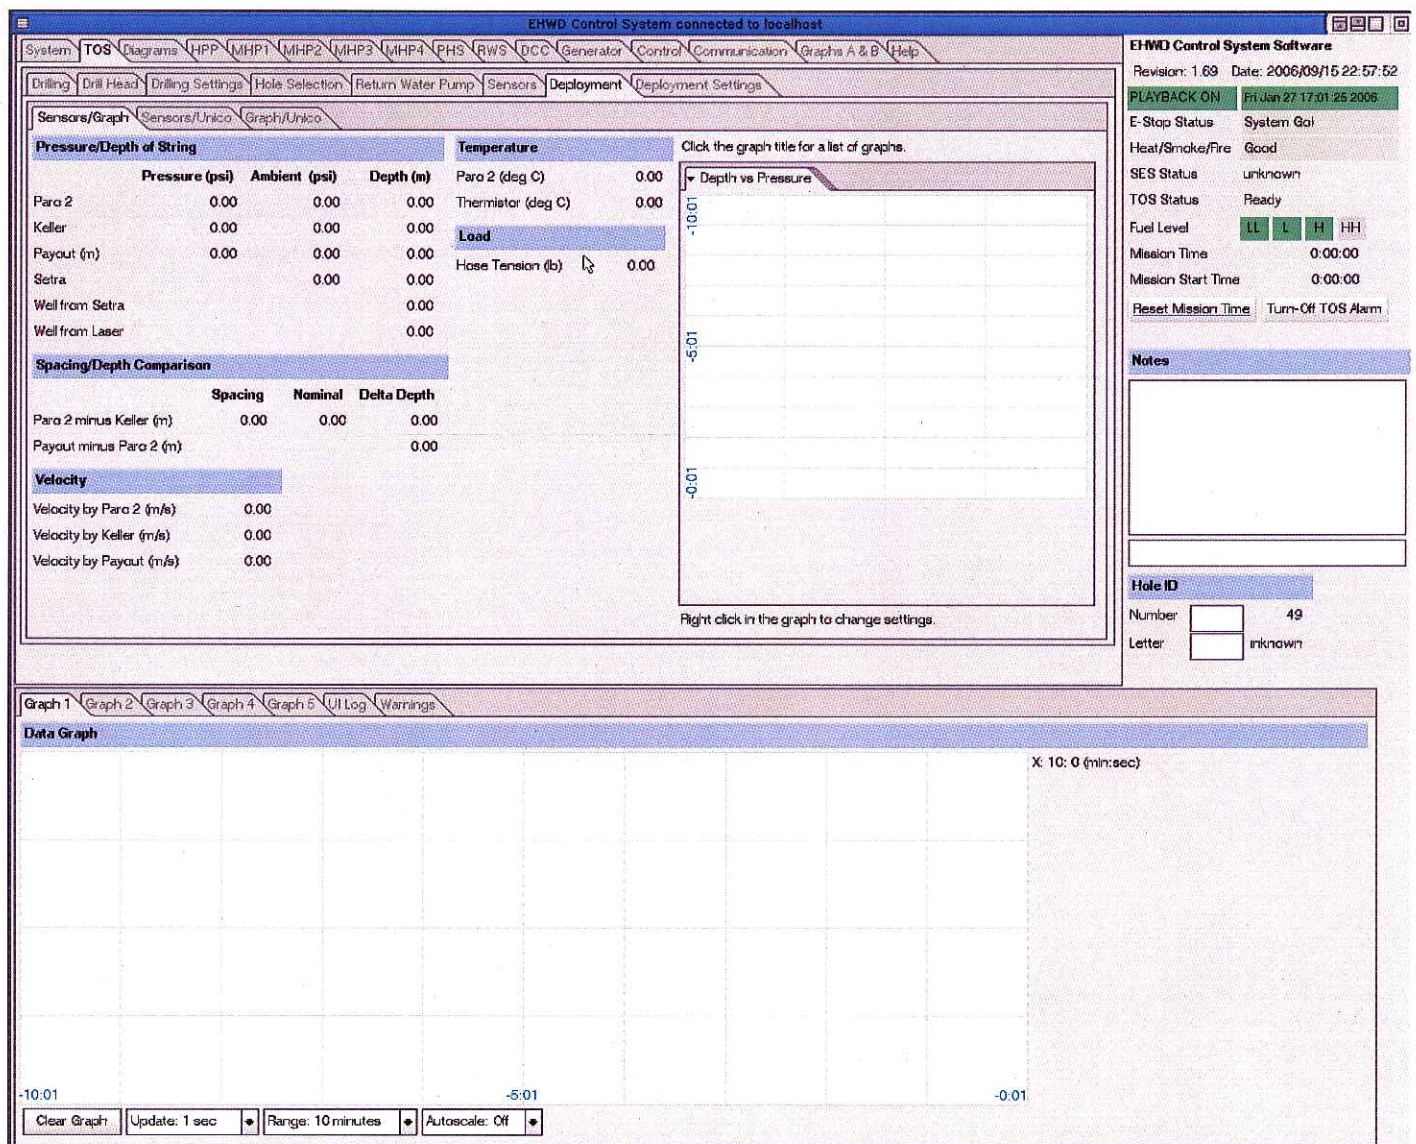 EHWD Control System connected to localhost
System TOS Diagrams HPP MHP1 MHP2 MHP3 MHP4 PHS RWS DCC Generator Control Communication Graphs A & B Help
Drilling Drill Head Drilling Settings Hole Selection Return Water Pump Sensors Deployment Deployment Settings
Sensors/Graph Sensors/Unico Graph/Unico
Pressure/Depth of String
Pressure (psi) Ambient (psi) Depth (m)
Para 2 0.00 0.00 0.00
Keller 0.00 0.00 0.00
Payout (m) 0.00 0.00 0.00
Setra 0.00 0.00
Well from Setra 0.00
Well from Laser 0.00
Spacing/Depth Comparison
Spacing Nominal Delta Depth
Para 2 minus Keller (m) 0.00 0.00 0.00
Payout minus Para 2 (m) 0.00
Velocity
Velocity by Para 2 (m/s) 0.00
Velocity by Keller (m/s) 0.00
Velocity by Payout (m/s) 0.00
Temperature
Para 2 (deg C) 0.00
Thermistor (deg C) 0.00
Load
Hose Tension (lb) 0.00
Click the graph title for a list of graphs.
Depth vs Pressure
-10:01
-5:01
-0:01
Right click in the graph to change settings.
EHWD Control System Software
Revision: 1.69 Date: 2006/09/15 22:57:52
PLAYBACK ON Fri Jan 27 17:01:25 2006
E-Stop Status System Go!
Heat/Smoke/Fire Good
SES Status unknown
TOS Status Ready
Fuel Level LL L H HH
Mission Time 0:00:00
Mission Start Time 0:00:00
Reset Mission Time Turn-Off TOS Alarm
Notes
Hole ID
Number 49
Letter inknown
Graph 1 Graph 2 Graph 3 Graph 4 Graph 5 UI Log Warnings
Data Graph
X: 10: 0 (min:sec)
-10:01 -5:01 -0:01
Clear Graph Update: 1 sec Range: 10 minutes Autoscale: Off